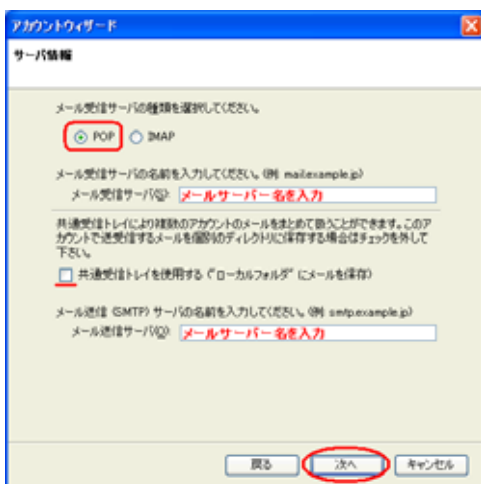 アカウントウィザード
サーバ情報
メール受信サーバの種類を選択してください。
POP IMAP
メール受信サーバの名前を入力してください。(例 mail.example.jp)
メール受信サーバ(S): メールサーバー名を入力
共通受信トレイにより複数のアカウントのメールをまとめて扱うことができます。このア
カウントで送受信するメールを個別のディレクトリに保存する場合はチェックを外して
下さい。
共通受信トレイを使用する ("ローカルフォルダ" にメールを保存)
メール送信 (SMTP) サーバの名前を入力してください。(例 smtp.example.jp)
メール送信サーバ(O): メールサーバー名を入力
戻る 次へ キャンセル